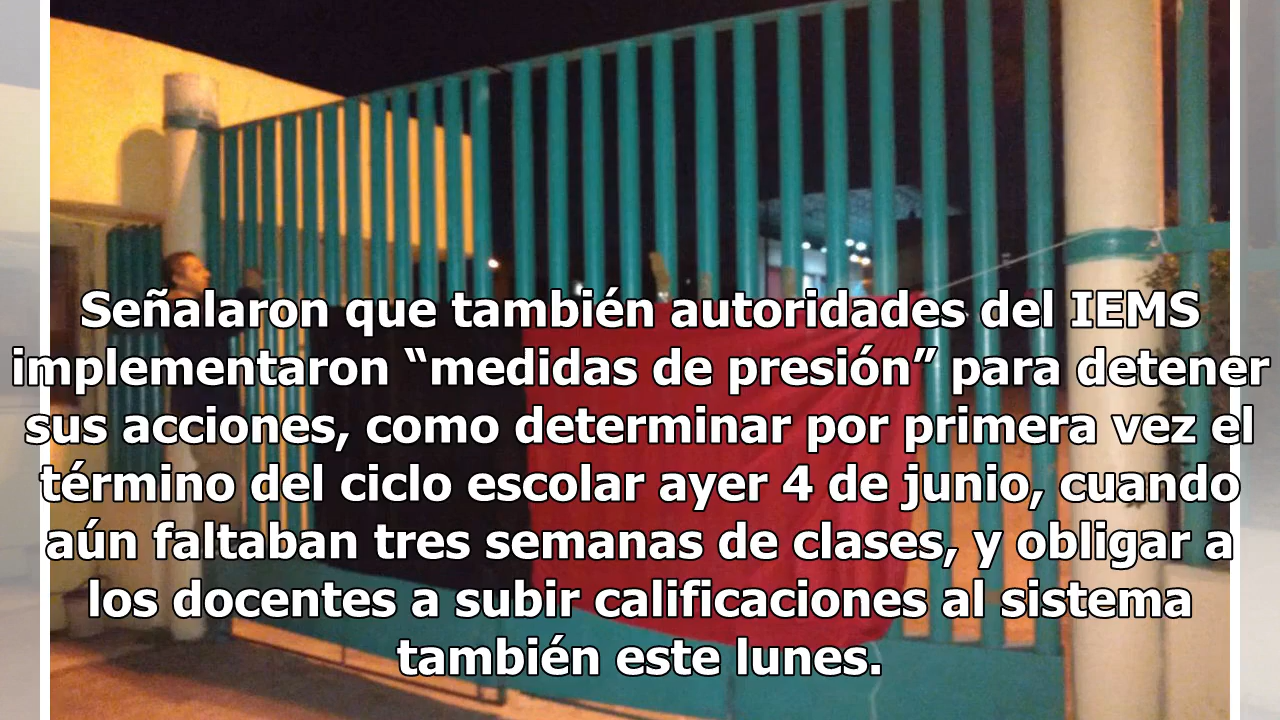 Señalaron que también autoridades del IEMS
implementaron “medidas de presión” para detener
sus acciones, como determinar por primera vez el
término del ciclo escolar ayer 4 de junio, cuando
aún faltaban tres semanas de clases, y obligar a
los docentes a subir calificaciones al sistema
también este lunes.